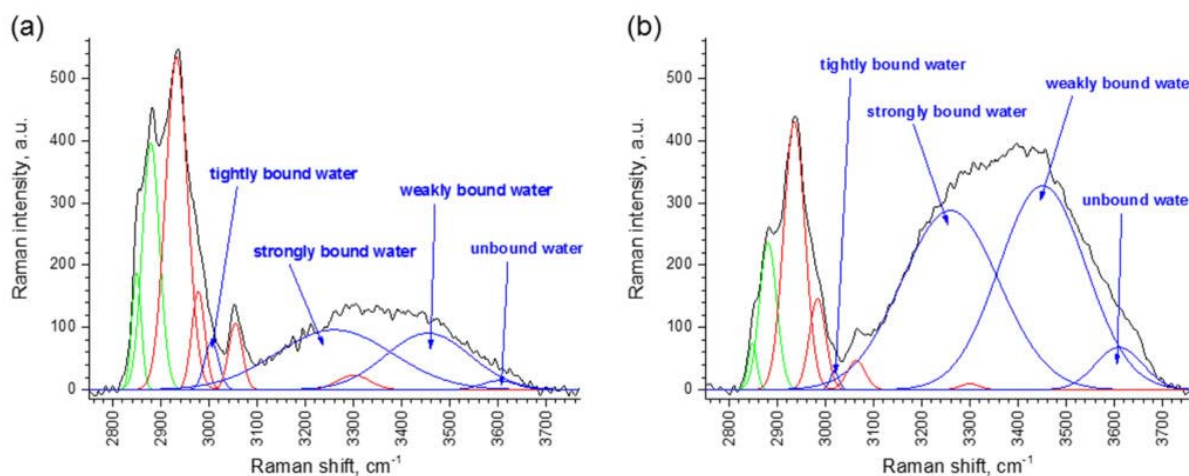 (a)
500
400
300
200
100
0
Raman intensity, a.u.
tightly bound water
weakly bound water
strongly bound water
unbound water
2800
2900
3000
3100
3200
3300
3400
3500
3600
3700
Raman shift, cm-1
(b)
500
400
300
200
100
0
Raman intensity, a.u.
tightly bound water
weakly bound wate
strongly bound water
unbound wate
2800
2900
3000
3100
3200
3300
3400
3500
3600
3700
Raman shift, cm-1